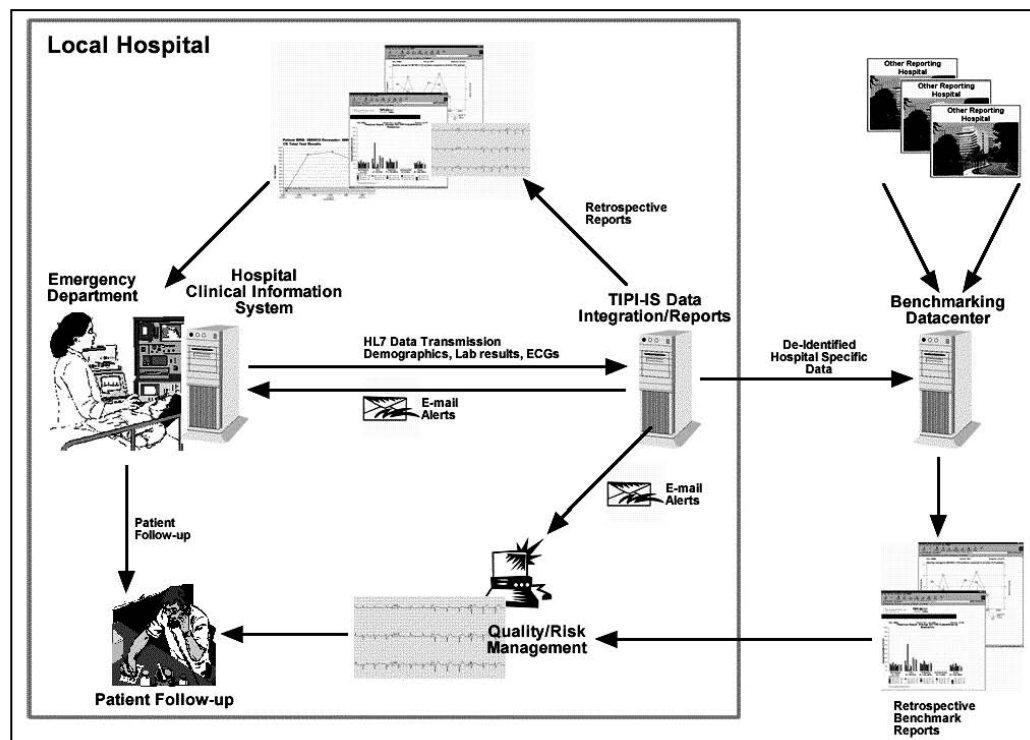 Local Hospital
Other Reporting
Hospital
Other Reporting
Hospital
Other Reporting
Hospital
Retrospective
Reports
Emergency
Department
Hospital
Clinical Information
System
TIPI-IS Data
Integration/Reports
Benchmarking
Datacenter
HL7 Data Transmission
Demographics, Lab results, ECGs
De-Identified
Hospital Specific
Data
E-mail
Alerts
E-mail
Alerts
Patient
Follow-up
Quality/Risk
Management
Patient Follow-up
Retrospective
Benchmark
Reports